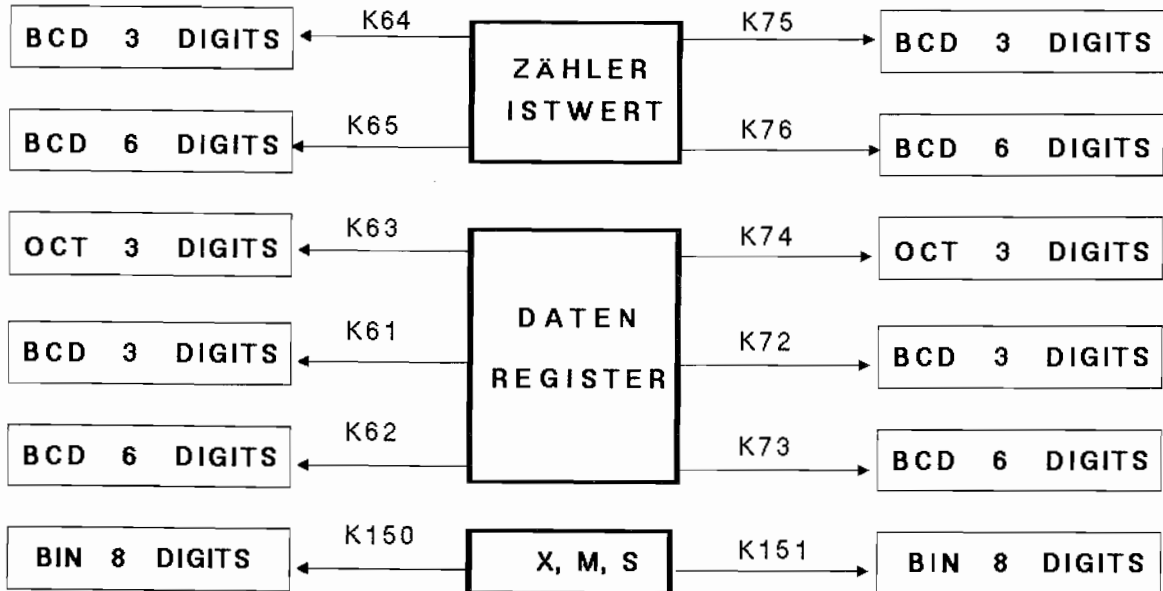 K64 K75
BCD 3 DIGITS ZÄHLER BCD 3 DIGITS
ISTWERT
K65 K76
BCD 6 DIGITS BCD 6 DIGITS
K63 K74
OCT 3 DIGITS OCT 3 DIGITS
DATEN
K61 K72
BCD 3 DIGITS REGISTER BCD 3 DIGITS
K62 K73
BCD 6 DIGITS BCD 6 DIGITS
K150 K151
BIN 8 DIGITS X, M, S BIN 8 DIGITS